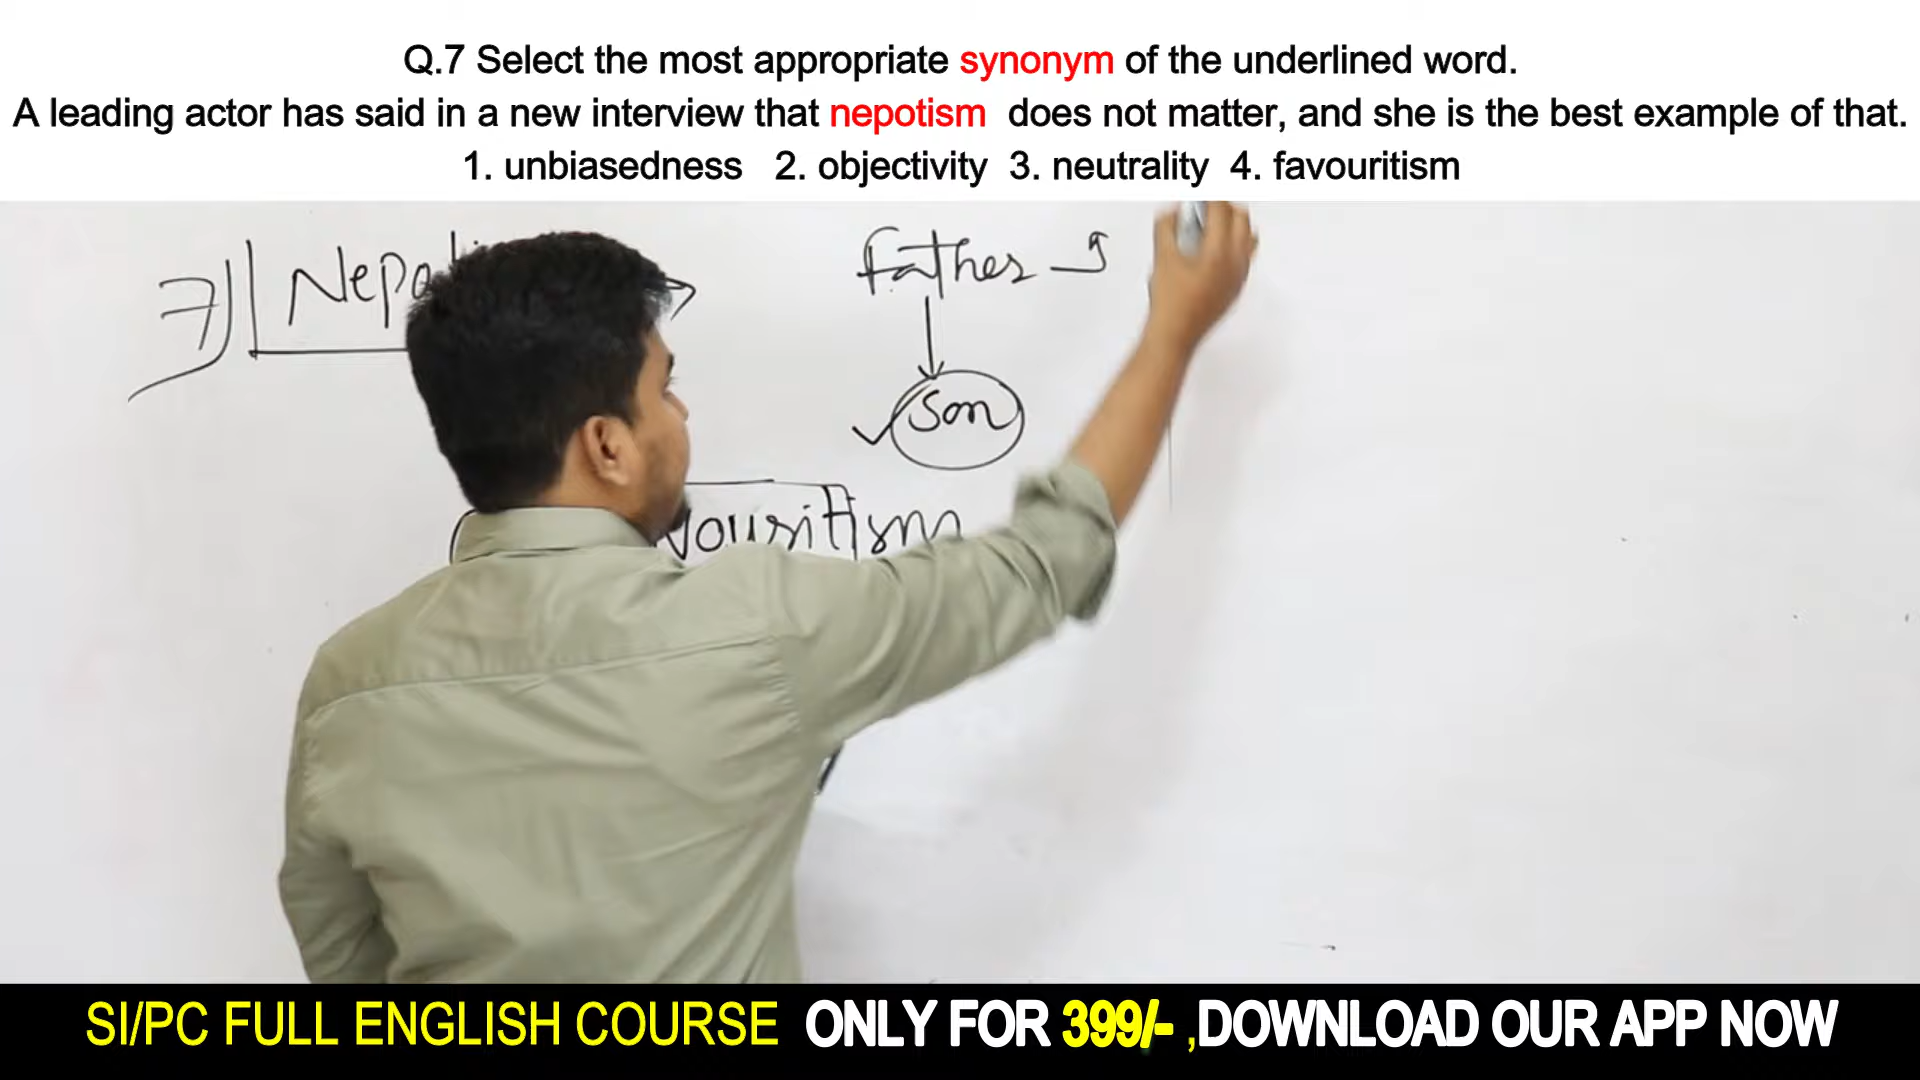 Q.7 Select the most appropriate synonym of the underlined word.
A leading actor has said in a new interview that nepotism does not matter, and she is the best example of that.
1. unbiasedness 2. objectivity 3. neutrality 4. favouritism
7) Nepo
Father
Son
vouritism
SI/PC FULL ENGLISH COURSE ONLY FOR 399/- ,DOWNLOAD OUR APP NOW